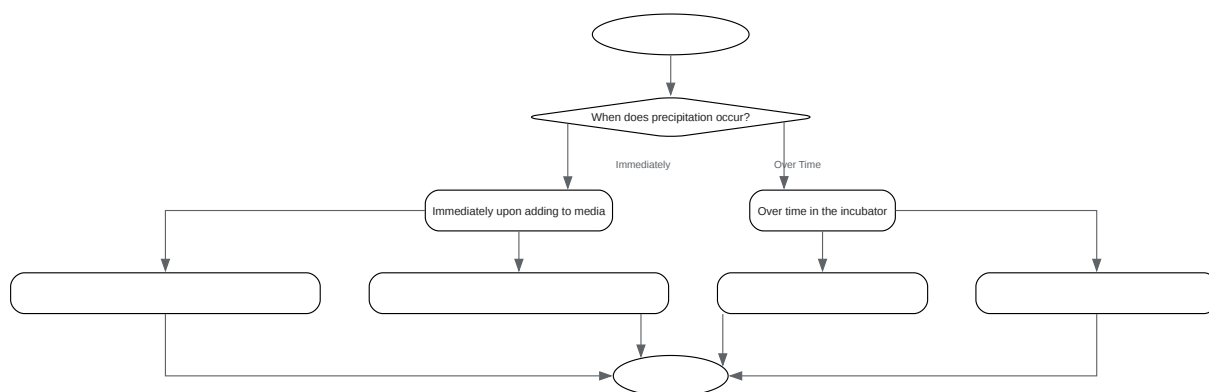 When does precipitation occur?
Immediately
Over Time
Immediately upon adding to media
Over time in the incubator